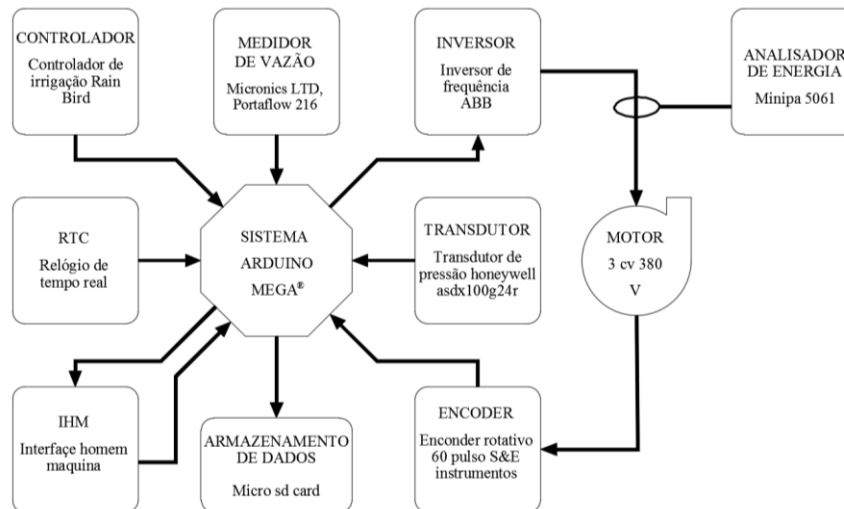 CONTROLADOR
Controlador de
irrigação Rain
Bird
MEDIDOR
DE VAZÃO
Micronics LTD,
Portaflow 216
INVERSOR
Inversor de
frequência
ABB
ANALISADOR
DE ENERGIA
Minipa 5061
RTC
Relógio de
tempo real
SISTEMA
ARDUINO
MEGA®
TRANSDUTOR
Transdutor de
pressão honeywell
asdx100g24r
MOTOR
3 cv 380
V
IHM
Interfaçe homem
maquina
ARMAZENAMENTO
DE DADOS
Micro sd card
ENCODER
Enconder rotativo
60 pulso S&E
instrumentos